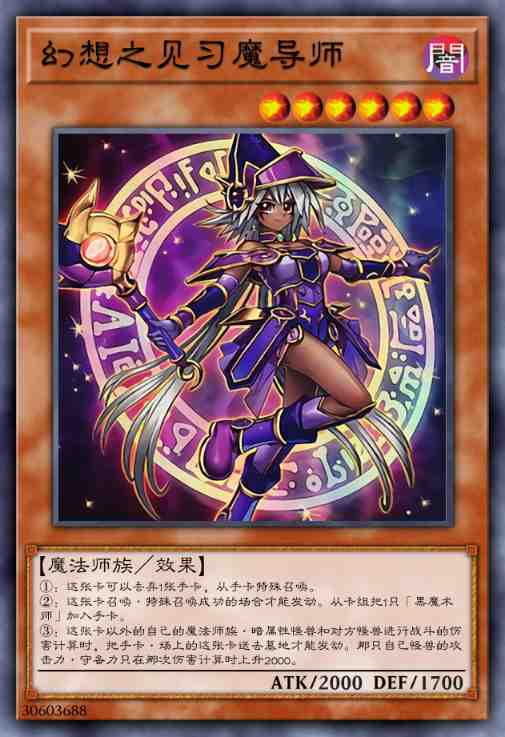 幻想之见习魔导师
闇
【魔法师族／效果】
①：这张卡可以丢弃1张手卡，从手卡特殊召唤。
②：这张卡召唤·特殊召唤成功的场合才能发动。从卡组把1只「黑魔术
师」加入手卡。
③：这张卡以外的自己的魔法师族·暗属性怪兽和对方怪兽进行战斗的伤
害计算时，把手卡·场上的这张卡送去墓地才能发动。那只自己怪兽的攻
击力·守备力只在那次伤害计算时上升2000。
ATK/2000 DEF/1700
30603688